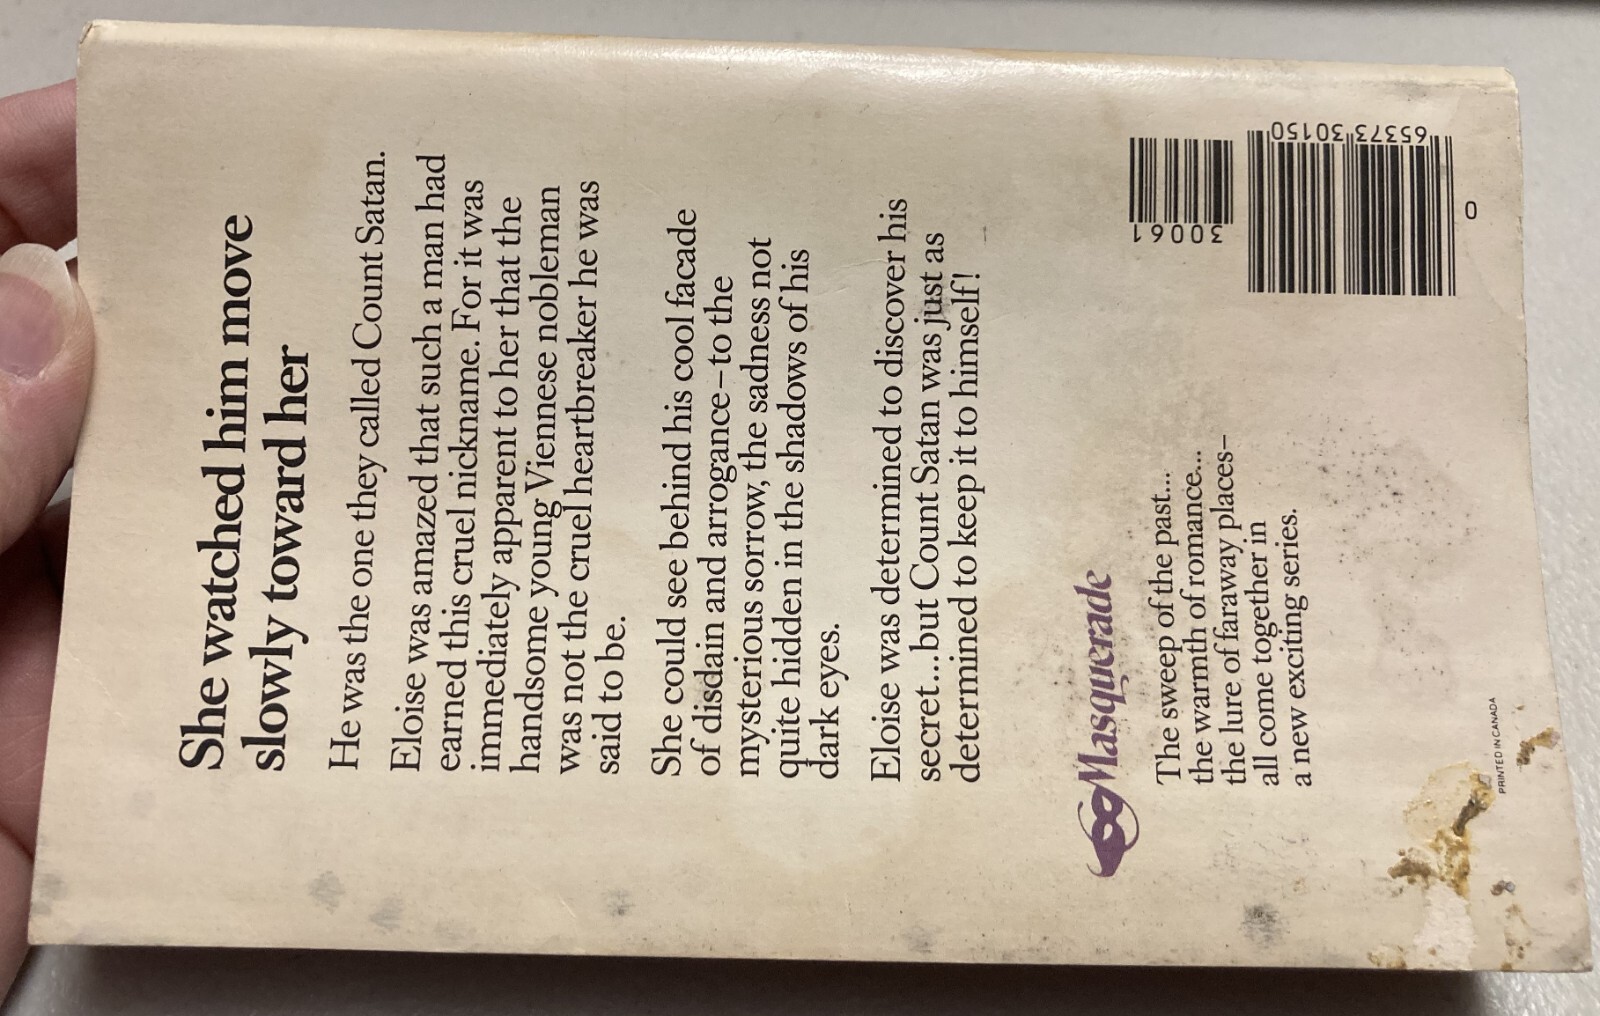 She watched him move
slowly toward her
He was the one they called Count Satan.
Eloise was amazed that such a man had
earned this cruel nickname. For it was
immediately apparent to her that the
handsome young Viennese nobleman
was not the cruel heartbreaker he was
said to be.
She could see behind his cool facade
of disdain and arrogance–to the
mysterious sorrow, the sadness not
quite hidden in the shadows of his
dark eyes.
Eloise was determined to discover his
secret...but Count Satan was just as
determined to keep it to himself!
Masquerade
The sweep of the past...
the warmth of romance...
the lure of faraway places–
all come together in
a new exciting series.
PRINTED IN CANADA
30061
65373 30150
0